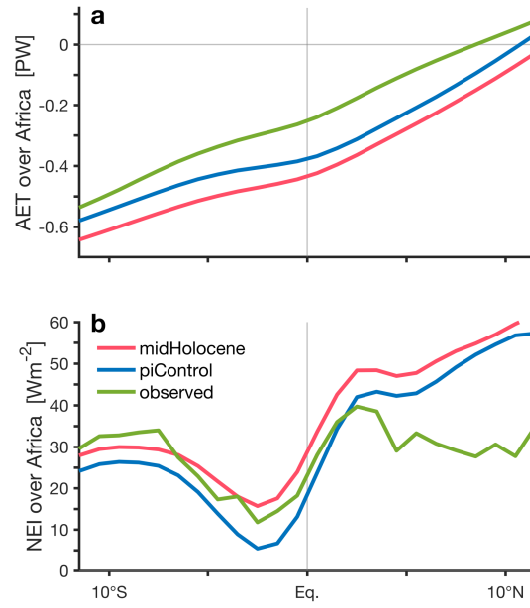 a
AET over Africa [PW]
0
-0.2
-0.4
-0.6
b
NEI over Africa [Wm-2]
60
50
40
30
20
10
0
midHolocene
piControl
observed
10°S
Eq.
10°N